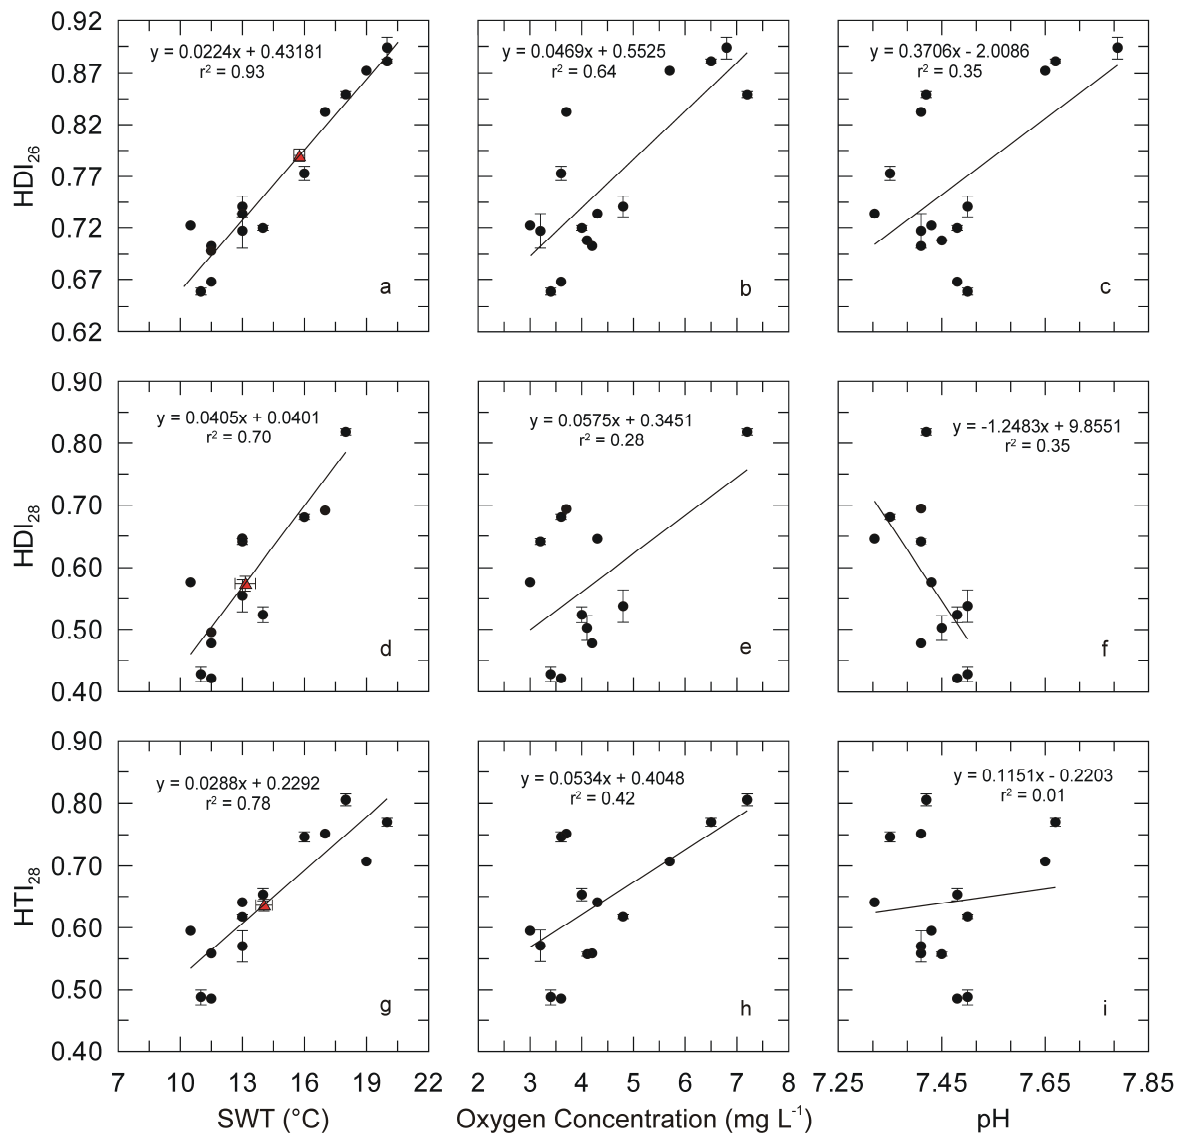 0.92
0.87
0.82
0.77
0.72
0.67
0.62
HDI26
y = 0.0224x + 0.43181
r² = 0.93
a
y = 0.0469x + 0.5525
r² = 0.64
b
y = 0.3706x - 2.0086
r² = 0.35
c
0.90
0.80
0.70
0.60
0.50
0.40
HDI28
y = 0.0405x + 0.0401
r² = 0.70
d
y = 0.0575x + 0.3451
r² = 0.28
e
y = -1.2483x + 9.8551
r² = 0.35
f
0.90
0.80
0.70
0.60
0.50
0.40
HTI28
y = 0.0288x + 0.2292
r² = 0.78
g
y = 0.0534x + 0.4048
r² = 0.42
h
y = 0.1151x - 0.2203
r² = 0.01
i
7 10 13 16 19 22
2 3 4 5 6 7 8
7.25 7.45 7.65 7.85
SWT (°C)
Oxygen Concentration (mg L⁻¹)
pH